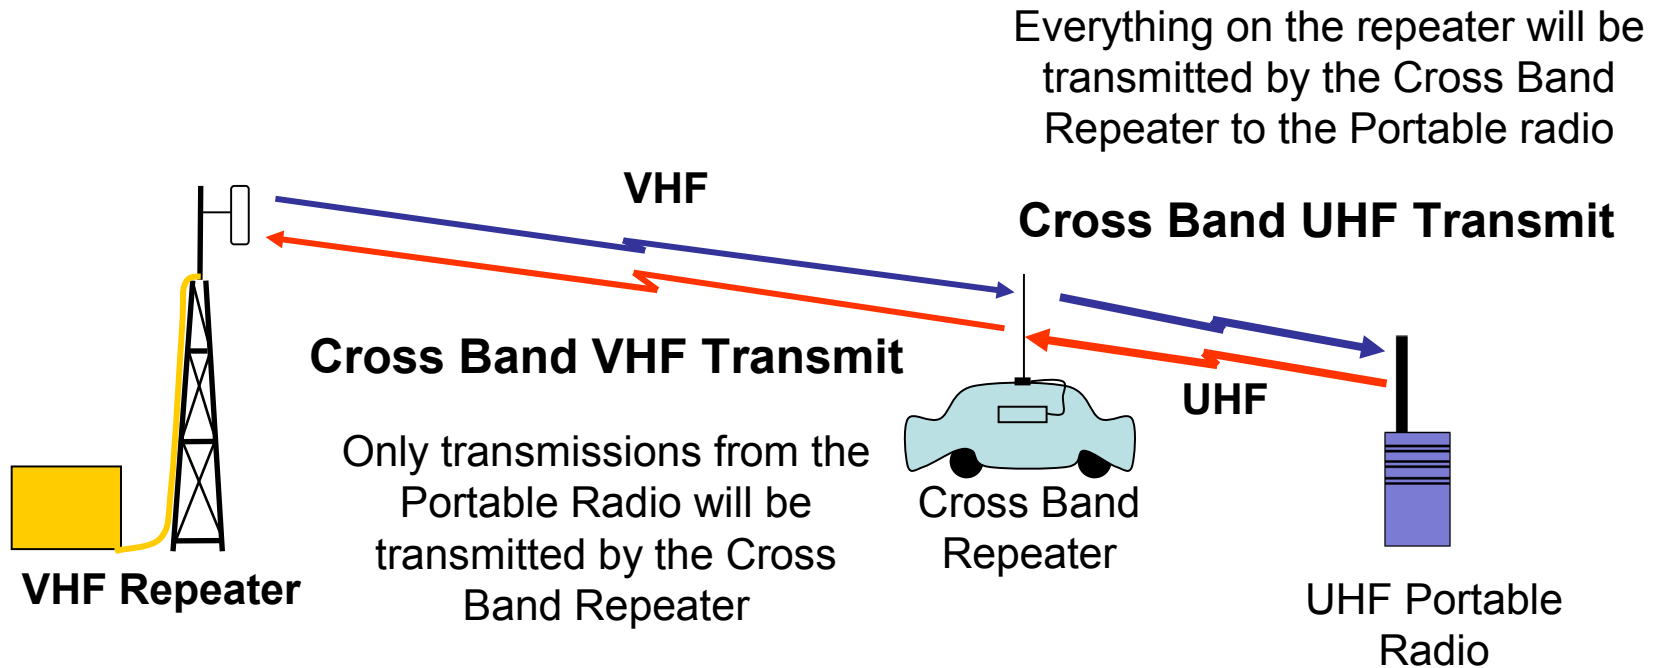 Everything on the repeater will be
transmitted by the Cross Band
Repeater to the Portable radio
VHF
Cross Band UHF Transmit
Cross Band VHF Transmit
UHF
Only transmissions from the
Portable Radio will be
transmitted by the Cross
Band Repeater
Cross Band
Repeater
VHF Repeater
UHF Portable
Radio